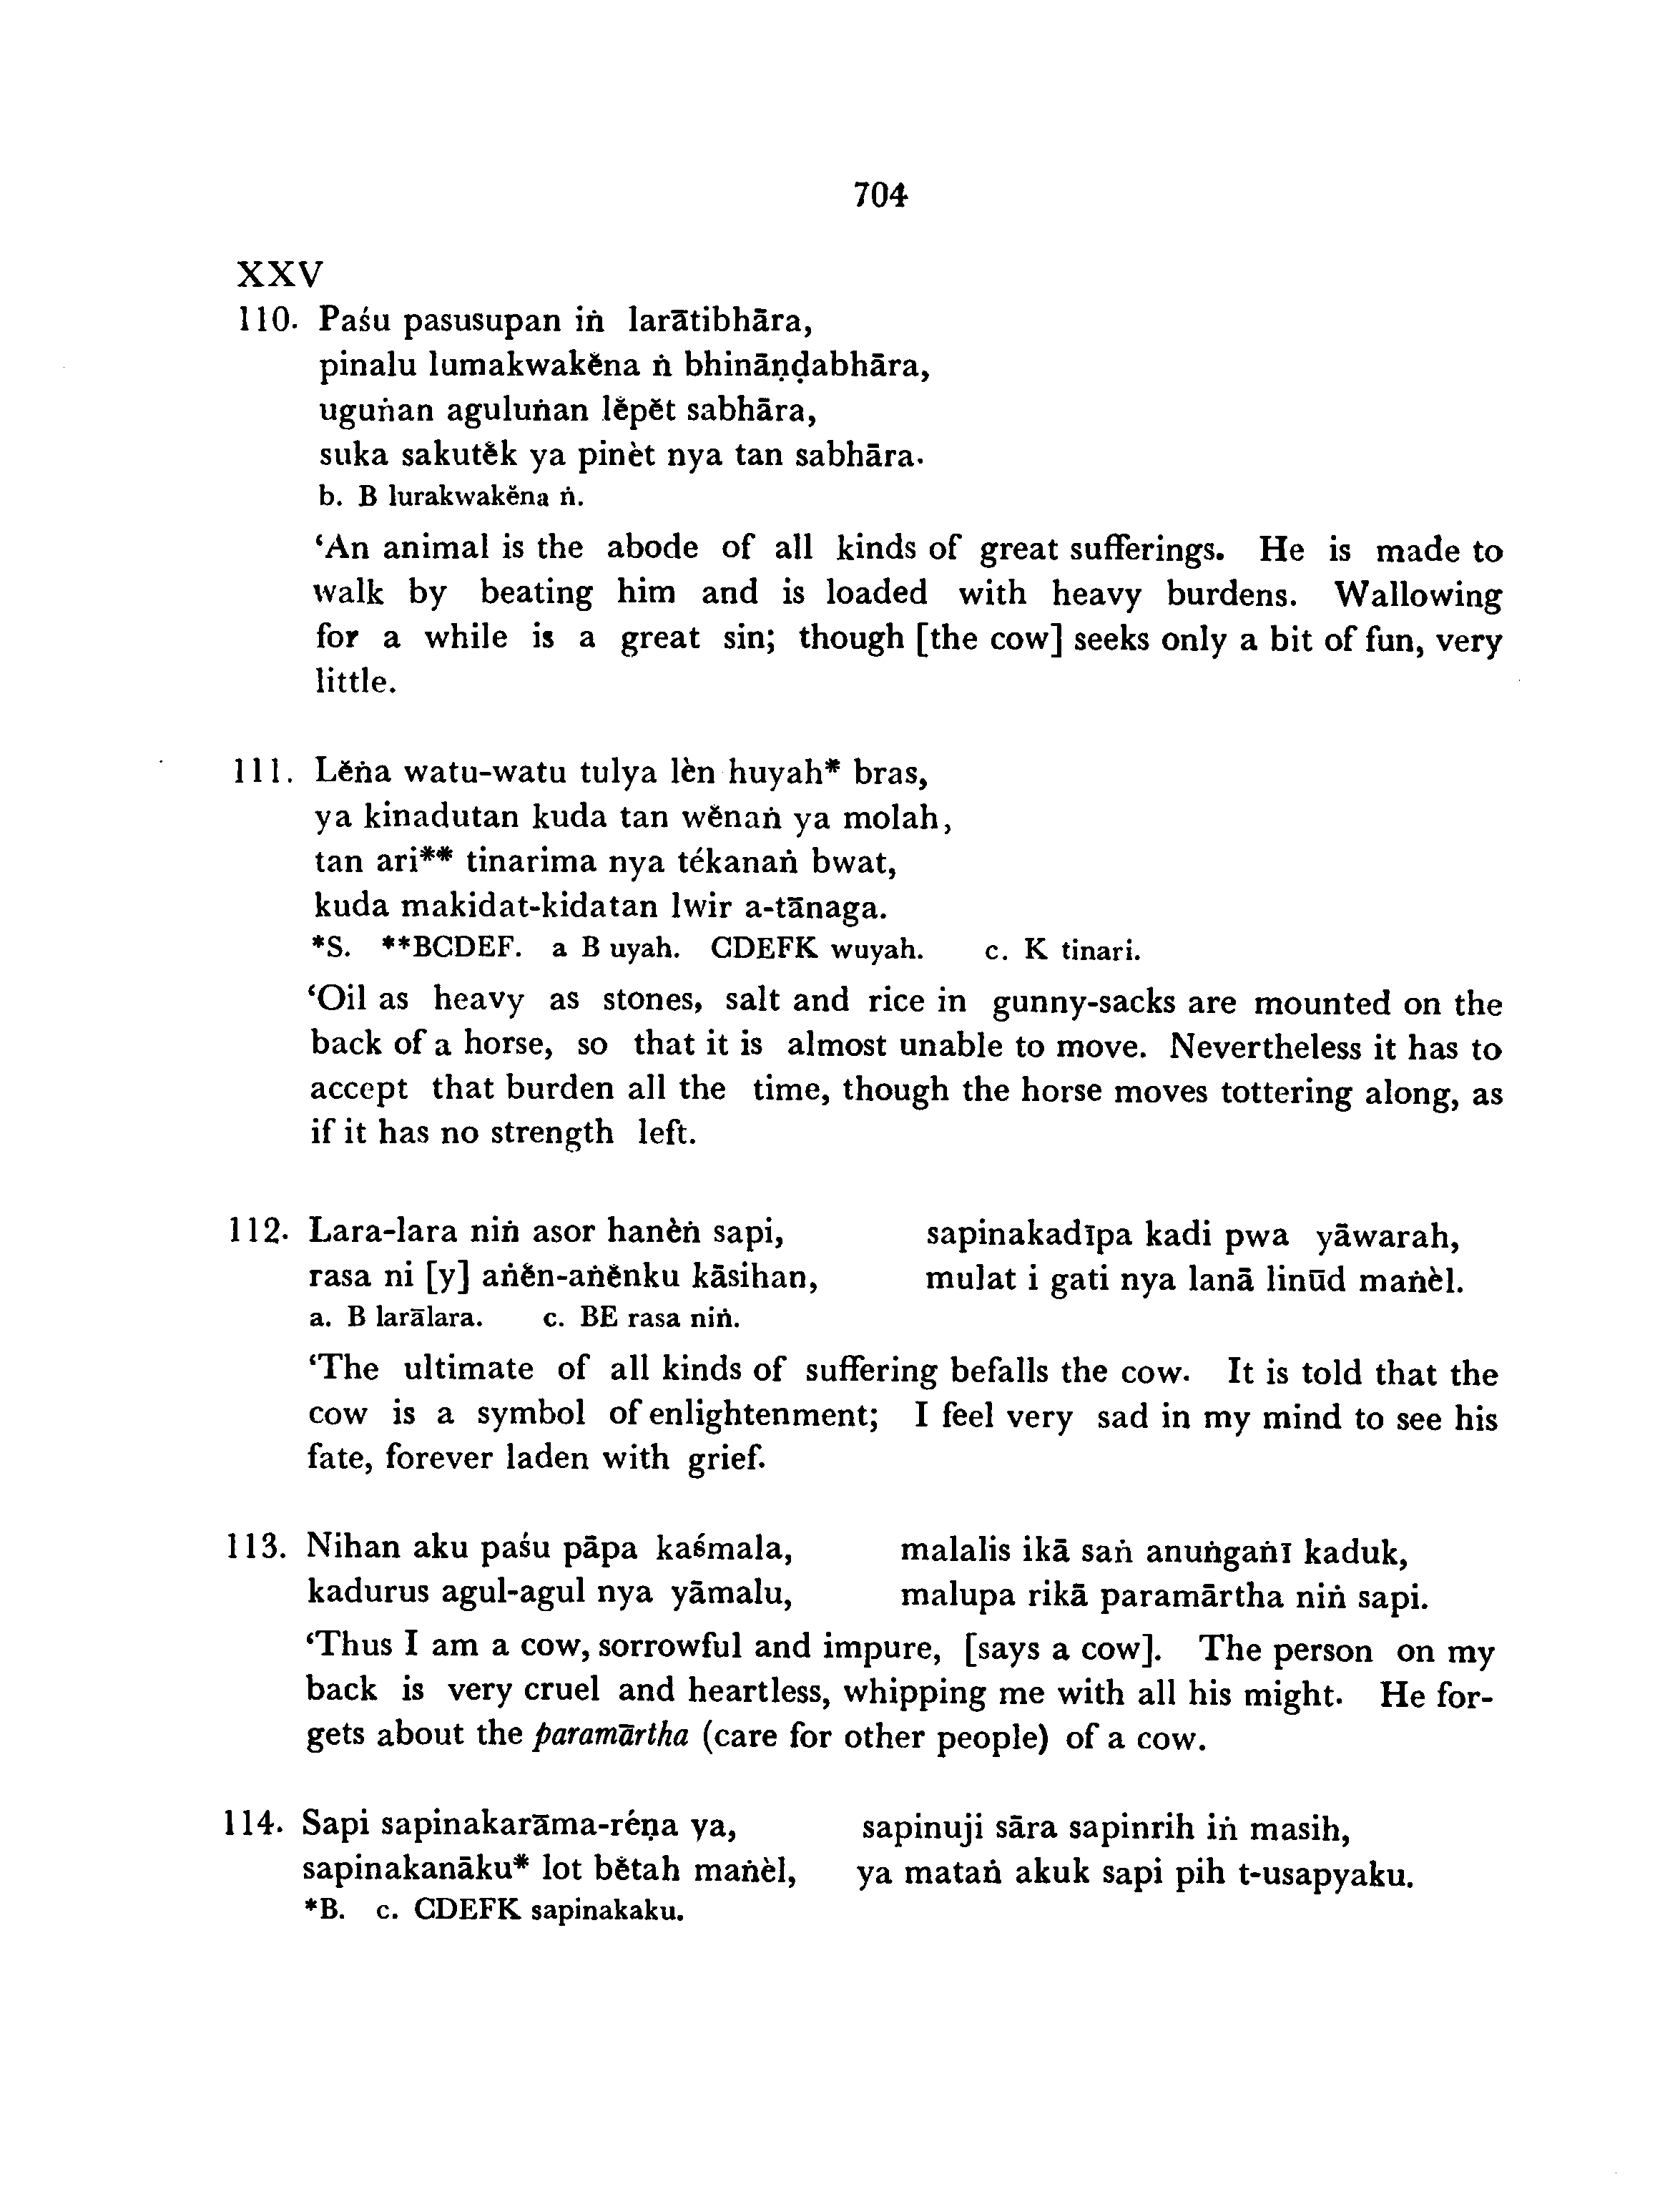 704
XXV
110. Paśu pasusupan iṅ larātibhāra,
pinalu lumakwakĕna ṅ bhināṇḍabhāra,
uguṅan aguluṅan lĕpĕt sabhāra,
suka sakutĕk ya pinèt nya tan sabhāra.
b. B lurakwakĕna ṅ.
‘An animal is the abode of all kinds of great sufferings. He is made to
walk by beating him and is loaded with heavy burdens. Wallowing
for a while is a great sin; though [the cow] seeks only a bit of fun, very
little.
111. Lĕṅa watu-watu tulya lèn huyah* bras,
ya kinadutan kuda tan wĕnaṅ ya molah,
tan ari** tinarima nya tékanaṅ bwat,
kuda makidat-kidatan lwir a-tānaga.
*S. **BCDEF. a B uyah. CDEFK wuyah. c. K tinari.
‘Oil as heavy as stones, salt and rice in gunny-sacks are mounted on the
back of a horse, so that it is almost unable to move. Nevertheless it has to
accept that burden all the time, though the horse moves tottering along, as
if it has no strength left.
112. Lara-lara niṅ asor hanèṅ sapi, sapinakadīpa kadi pwa yāwarah,
rasa ni [y] aṅĕn-aṅĕnku kāsihan, mulat i gati nya lanā linūd maṅèl.
a. B larālara. c. BE rasa niṅ.
‘The ultimate of all kinds of suffering befalls the cow. It is told that the
cow is a symbol of enlightenment; I feel very sad in my mind to see his
fate, forever laden with grief.
113. Nihan aku paśu pāpa kaśmala, malalis ikā saṅ anuṅgaṅī kaduk,
kadurus agul-agul nya yāmalu, malupa rikā paramārtha niṅ sapi.
‘Thus I am a cow, sorrowful and impure, [says a cow]. The person on my
back is very cruel and heartless, whipping me with all his might. He for-
gets about the paramārtha (care for other people) of a cow.
114. Sapi sapinakarāma-réṇa ya, sapinuji sāra sapinrih iṅ masih,
sapinakanāku* lot bĕtah maṅèl, ya mataṅ akuk sapi pih t-usapyaku.
*B. c. CDEFK sapinakaku.